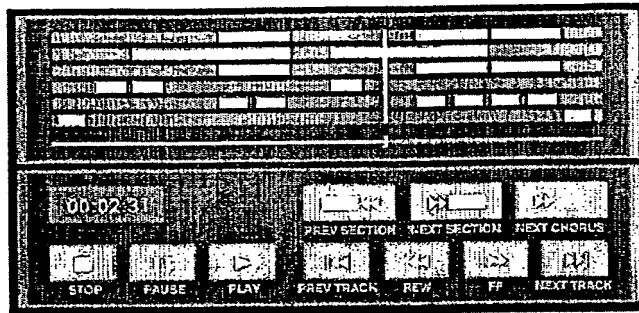 00:02:31
PREV SECTION NEXT SECTION NEXT CHORUS
STOP PAUSE PLAY PREV TRACK REW FF NEXT TRACK